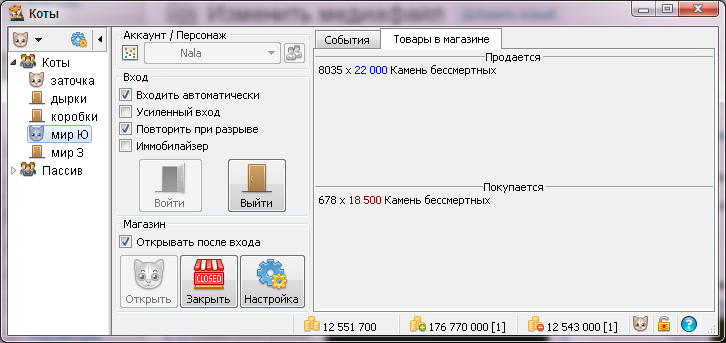 Коты
Изменить медиафайл
Коты
заточка
дырки
коробки
мир Ю
мир З
Пассив
Аккаунт / Персонаж
Nala
Вход
Входить автоматически
Усиленный вход
Повторить при разрыве
Иммобилайзер
Войти
Выйти
Магазин
Открывать после входа
Открыть
CLOSED
Закрыть
Настройка
События
Товары в магазине
Продается
8035 x 22 000 Камень бессмертных
Покупается
678 x 18 500 Камень бессмертных
12 551 700
176 770 000 [1]
12 543 000 [1]